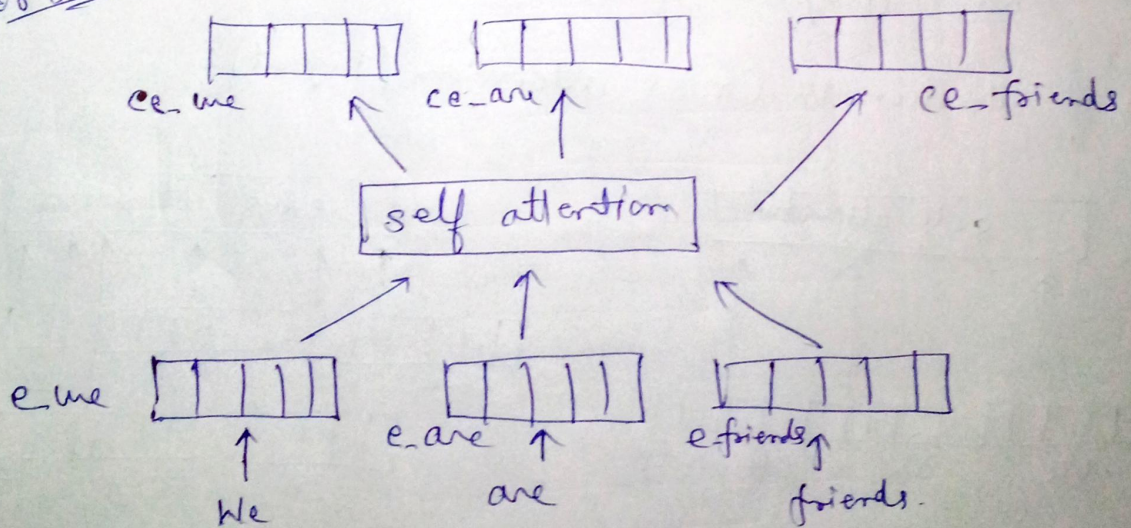 ce_we ce_are ce_friends
self attention
e_we
e_are e_friends
We are friends.